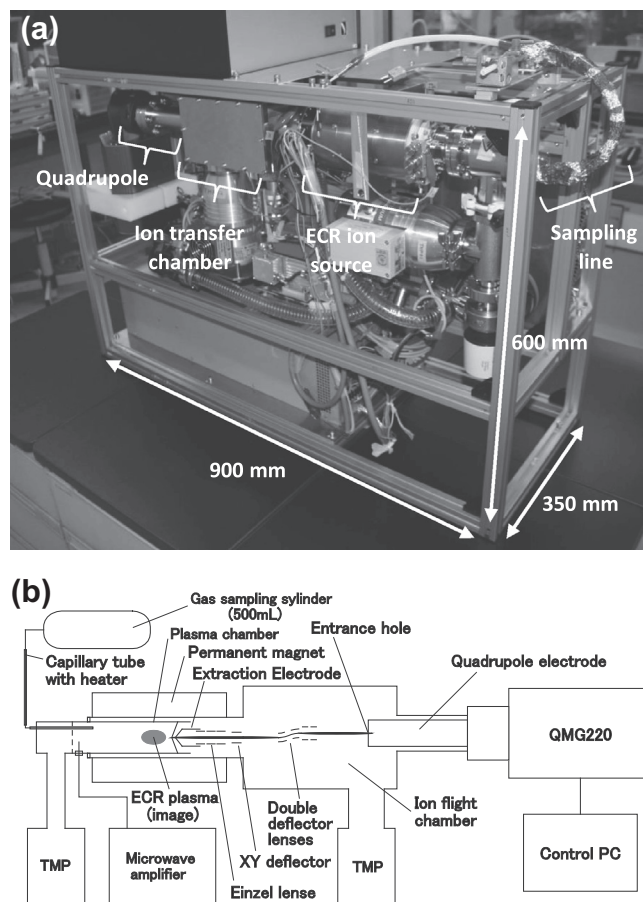 (a)
Quadrupole
Ion transfer
chamber
ECR ion
source
Sampling
line
600 mm
900 mm
350 mm
(b)
Gas sampling sylinder
(500mL)
Plasma chamber
Permanent magnet
Extraction Electrode
Capillary tube
with heater
Entrance hole
Quadrupole electrode
QMG220
ECR plasma
(image)
Double
deflector
lenses
Ion flight
chamber
XY deflector
Einzel lense
TMP
Microwave
amplifier
TMP
Control PC